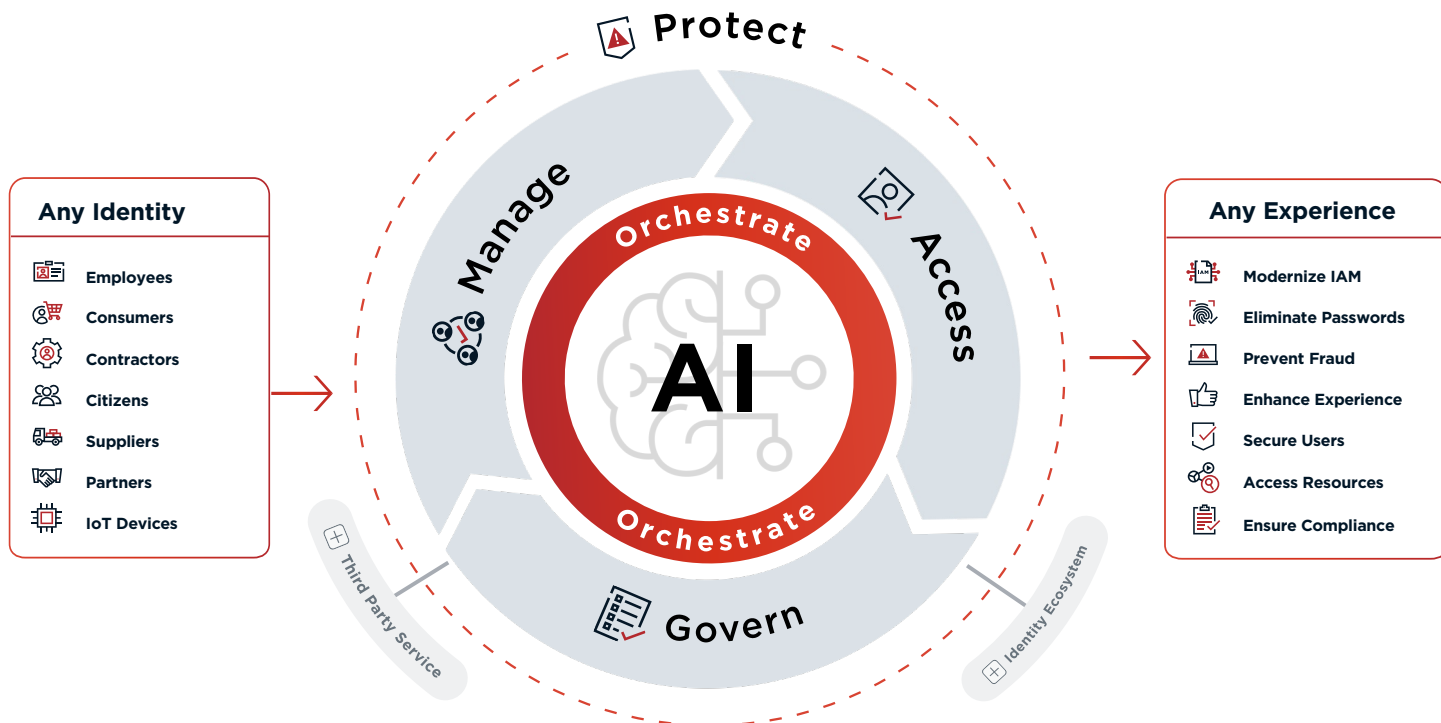 Protect
Any Identity
Employees
Consumers
Contractors
Citizens
Suppliers
Partners
IoT Devices
Manage
Access
Orchestrate
AI
Orchestrate
Govern
Third Party Service
Identity Ecosystem
Any Experience
IAM
Modernize IAM
Eliminate Passwords
Prevent Fraud
Enhance Experience
Secure Users
Access Resources
Ensure Compliance